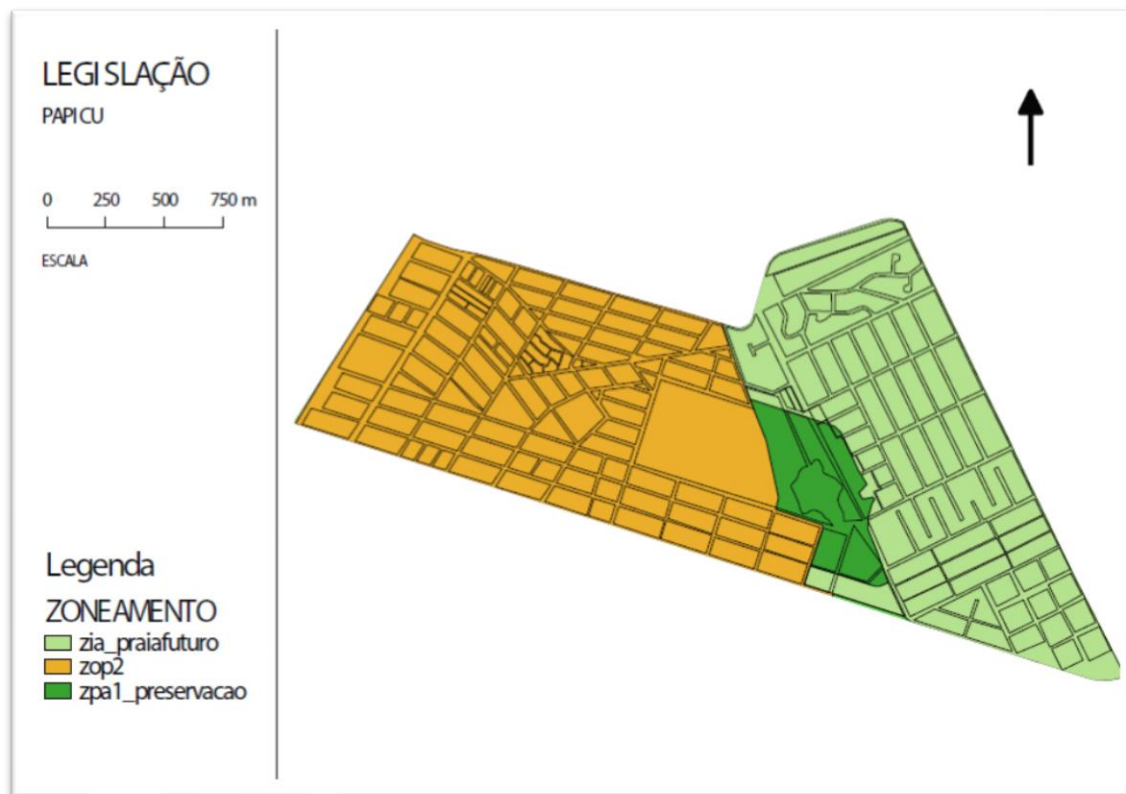 LEGISLAÇÃO
PAPICU
0 250 500 750 m
ESCALA
Legenda
ZONEAMENTO
zia_praiafuturo
zop2
zpa1_preservacao